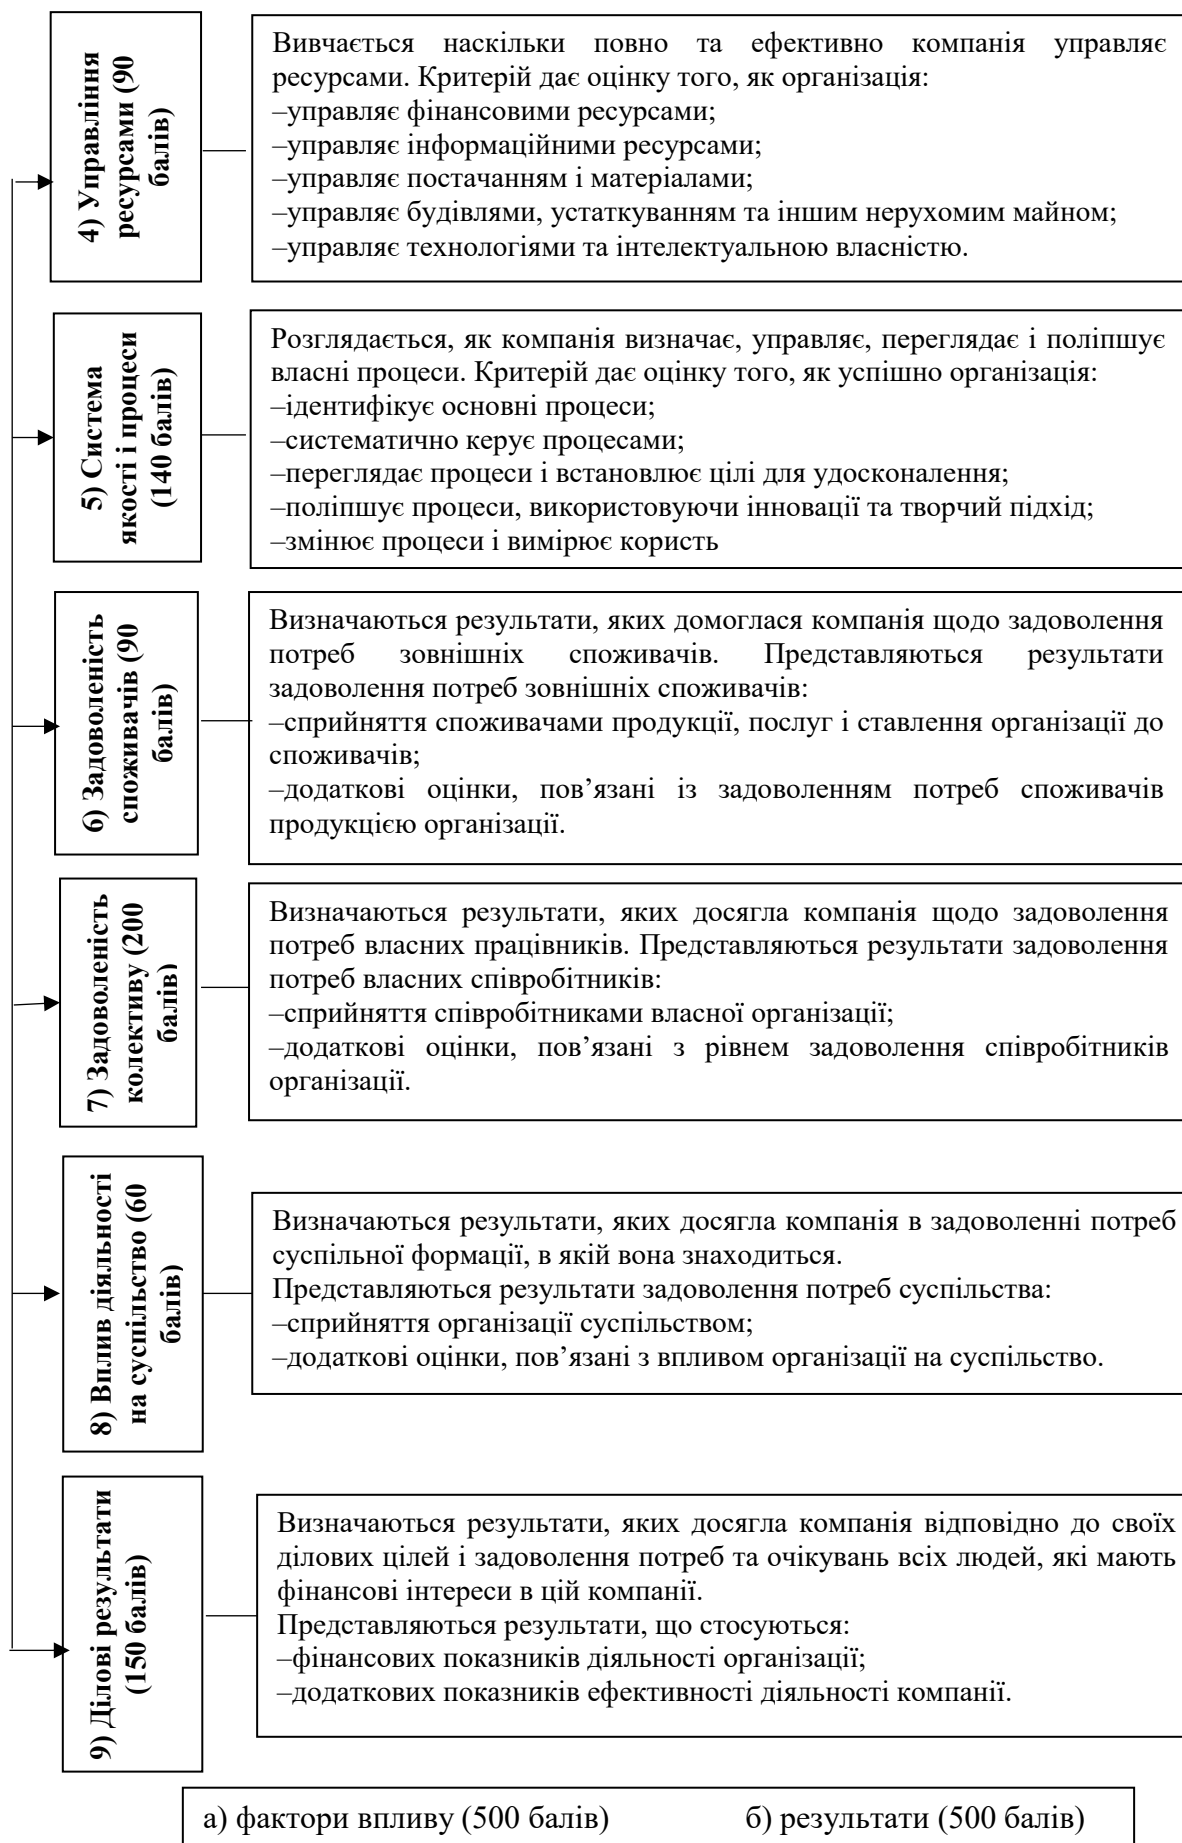 4) Управління
ресурсами (90
балів)
Вивчається наскільки повно та ефективно компанія управляє
ресурсами. Критерій дає оцінку того, як організація:
–управляє фінансовими ресурсами;
–управляє інформаційними ресурсами;
–управляє постачанням і матеріалами;
–управляє будівлями, устаткуванням та іншим нерухомим майном;
–управляє технологіями та інтелектуальною власністю.
5) Система
якості і процеси
(140 балів)
Розглядається, як компанія визначає, управляє, переглядає і поліпшує
власні процеси. Критерій дає оцінку того, як успішно організація:
–ідентифікує основні процеси;
–систематично керує процесами;
–переглядає процеси і встановлює цілі для удосконалення;
–поліпшує процеси, використовуючи інновації та творчий підхід;
–змінює процеси і вимірює користь
6) Задоволеність
споживачів (90
балів)
Визначаються результати, яких домоглася компанія щодо задоволення
потреб зовнішніх споживачів. Представляються результати
задоволення потреб зовнішніх споживачів:
–сприйняття споживачами продукції, послуг і ставлення організації до
споживачів;
–додаткові оцінки, пов’язані із задоволенням потреб споживачів
продукцією організації.
7) Задоволеність
колективу (200
балів)
Визначаються результати, яких досягла компанія щодо задоволення
потреб власних працівників. Представляються результати задоволення
потреб власних співробітників:
–сприйняття співробітниками власної організації;
–додаткові оцінки, пов’язані з рівнем задоволення співробітників
організації.
8) Вплив діяльності
на суспільство (60
балів)
Визначаються результати, яких досягла компанія в задоволенні потреб
суспільної формації, в якій вона знаходиться.
Представляються результати задоволення потреб суспільства:
–сприйняття організації суспільством;
–додаткові оцінки, пов’язані з впливом організації на суспільство.
9) Ділові результати
(150 балів)
Визначаються результати, яких досягла компанія відповідно до своїх
ділових цілей і задоволення потреб та очікувань всіх людей, які мають
фінансові інтереси в цій компанії.
Представляються результати, що стосуються:
–фінансових показників діяльності організації;
–додаткових показників ефективності діяльності компанії.
а) фактори впливу (500 балів) б) результати (500 балів)